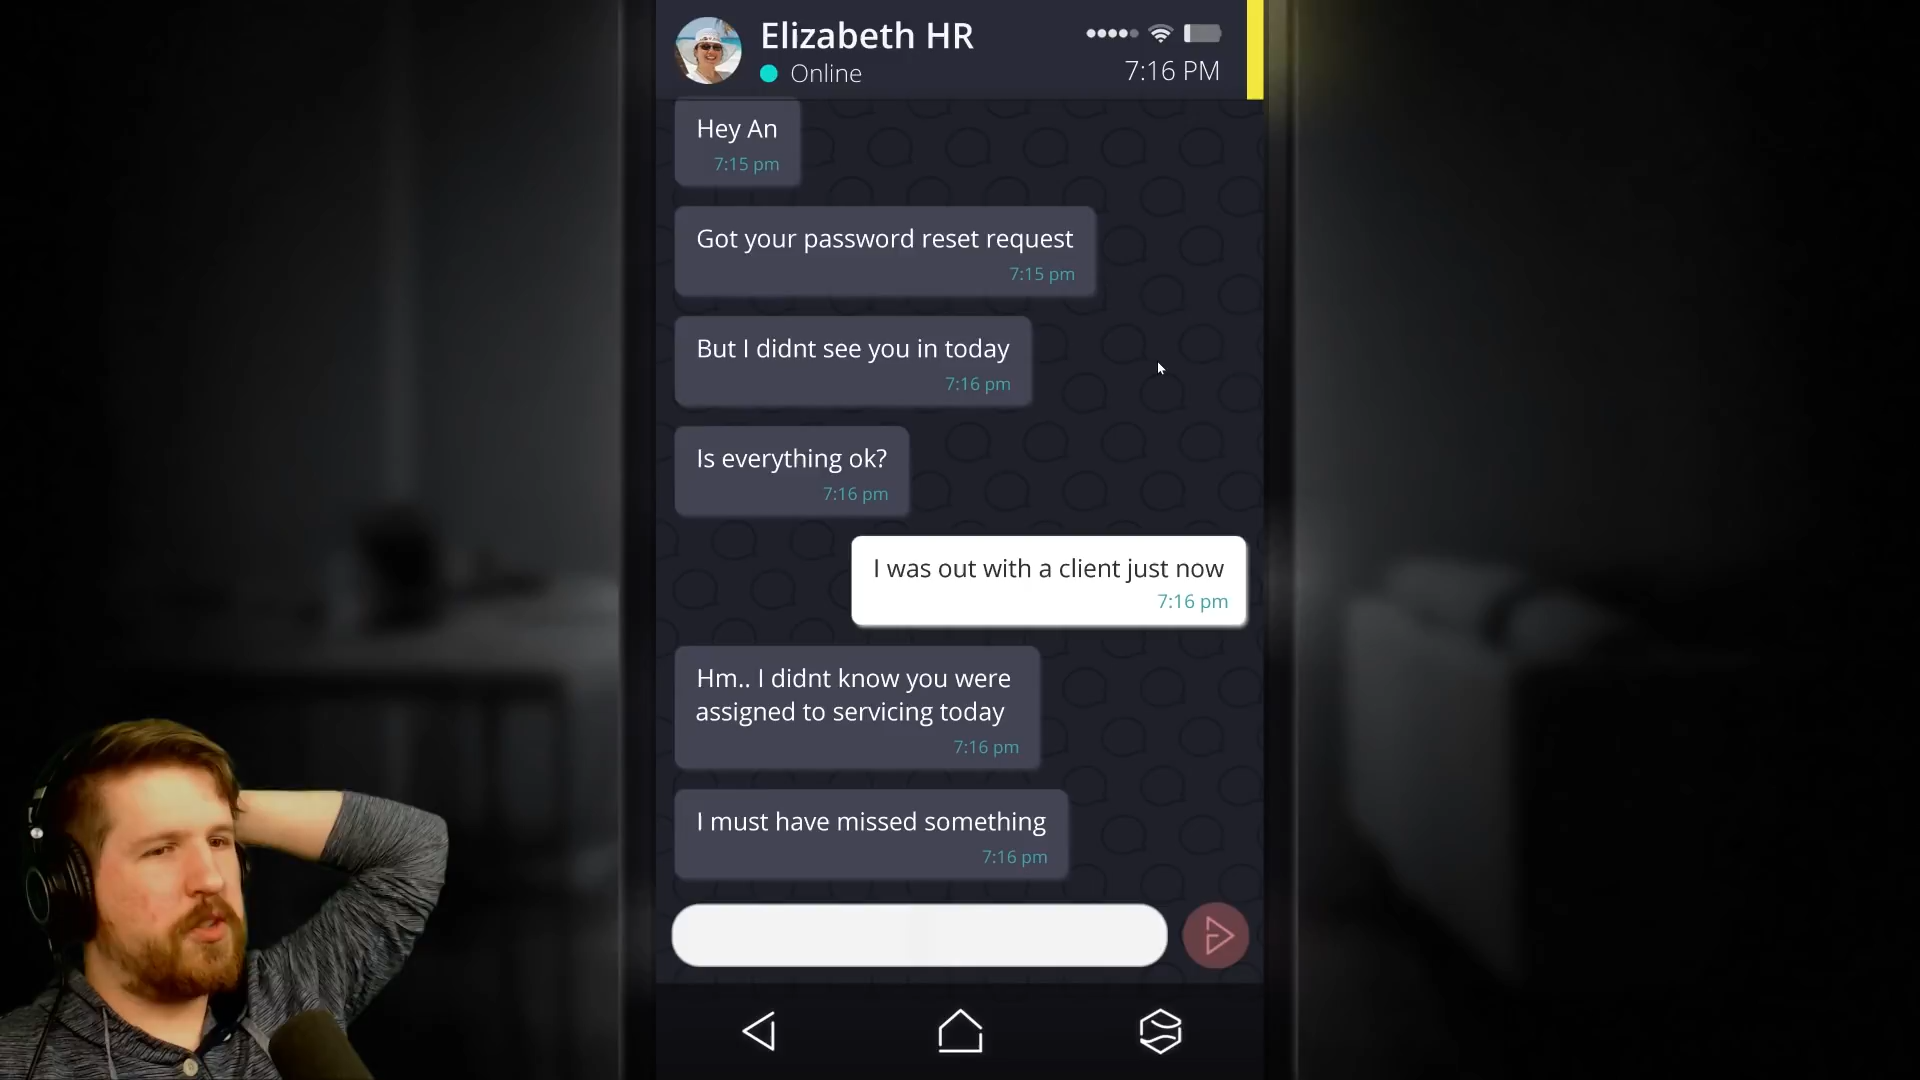 Elizabeth HR
Online
7:16 PM
Hey An
7:15 pm
Got your password reset request
7:15 pm
But I didnt see you in today
7:16 pm
Is everything ok?
7:16 pm
I was out with a client just now
7:16 pm
Hm.. I didnt know you were
assigned to servicing today
7:16 pm
I must have missed something
7:16 pm